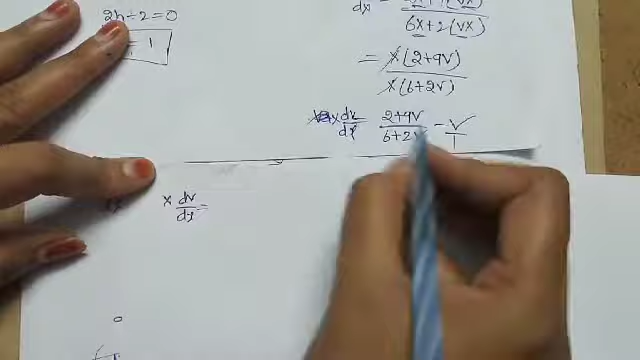 2h-2=0
= 1
dx
6x+2(vx)
= x(2+9v)
x(6+2v)
x dv/dx = 2+9v/6+2v - v/1
x dv/dx =